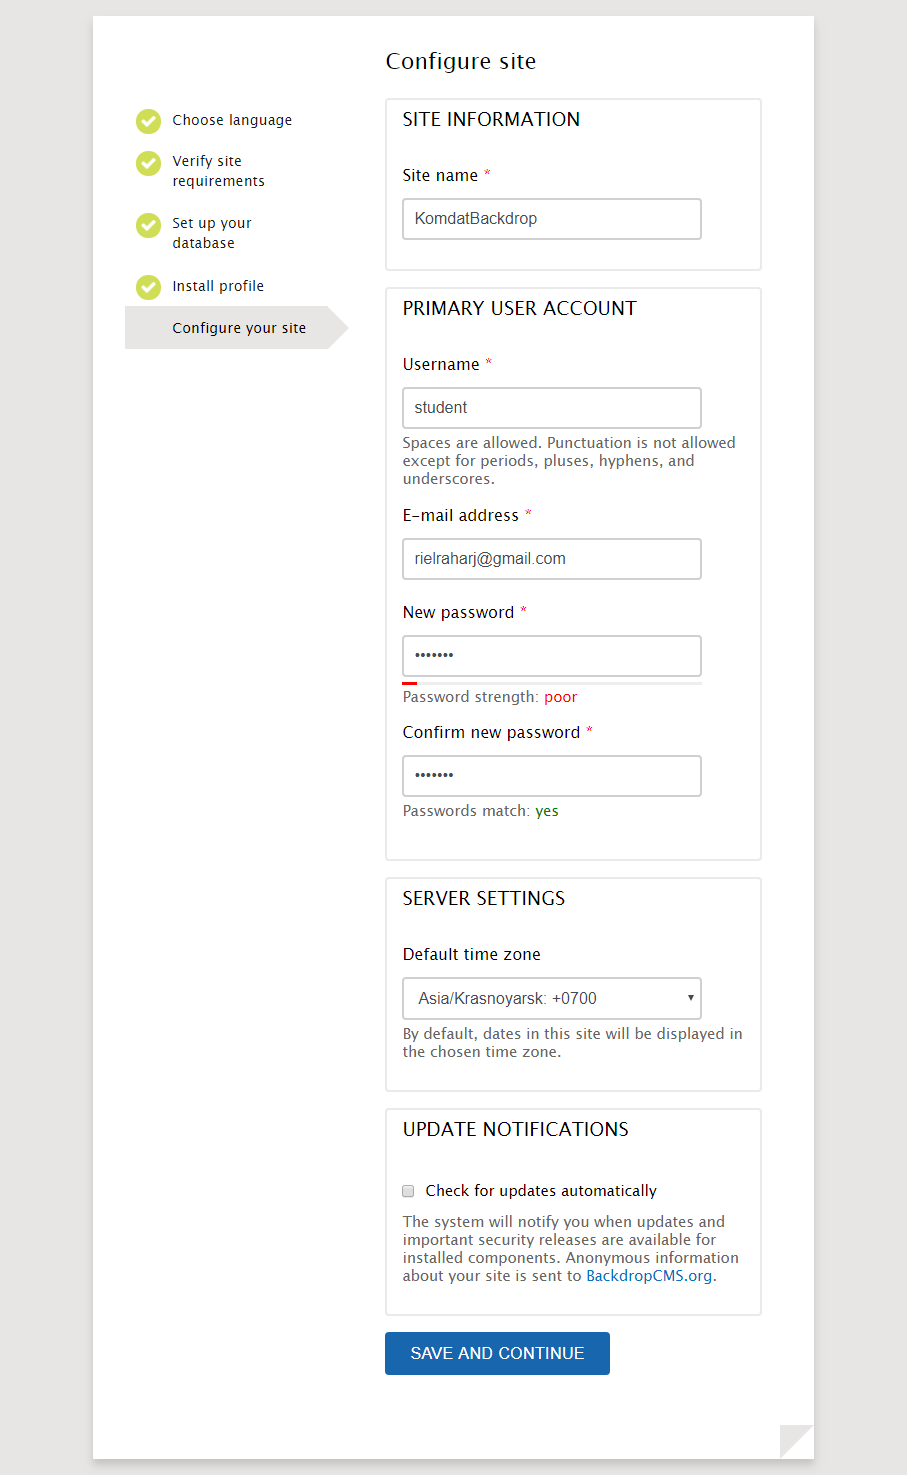 Configure site
Choose language
Verify site
requirements
Set up your
database
Install profile
Configure your site
SITE INFORMATION
Site name *
KomdatBackdrop
PRIMARY USER ACCOUNT
Username *
student
Spaces are allowed. Punctuation is not allowed
except for periods, pluses, hyphens, and
underscores.
E-mail address *
rielraharj@gmail.com
New password *
•••••••
Password strength: poor
Confirm new password *
•••••••
Passwords match: yes
SERVER SETTINGS
Default time zone
Asia/Krasnoyarsk: +0700
By default, dates in this site will be displayed in
the chosen time zone.
UPDATE NOTIFICATIONS
Check for updates automatically
The system will notify you when updates and
important security releases are available for
installed components. Anonymous information
about your site is sent to BackdropCMS.org.
SAVE AND CONTINUE